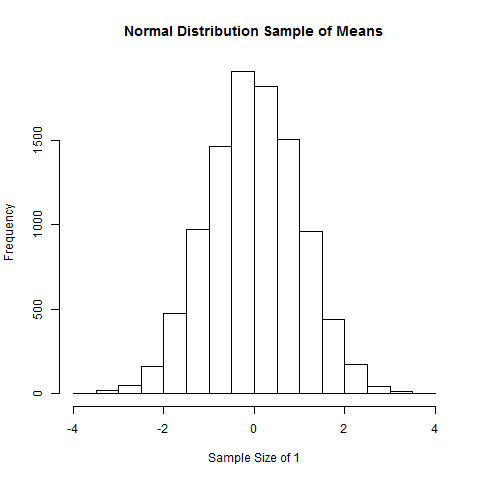 Normal Distribution Sample of Means
Frequency
1500
1000
500
0
-4 -2 0 2 4
Sample Size of 1